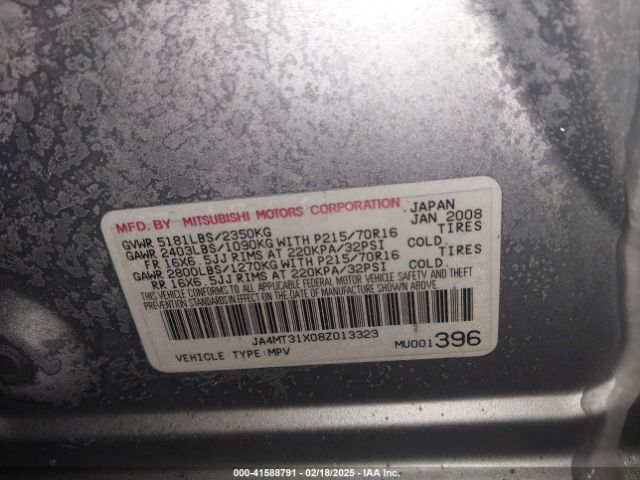 MFD. BY MITSUBISHI MOTORS CORPORATION JAPAN
GVWR 5181LBS/2350KG JAN 2008
GAWR 2403LBS/1090KG WITH P215/70R16 TIRES
FR 16X6.5JJ RIMS AT 220KPA/32PSI COLD.
GAWR 2800LBS/1270KG WITH P215/70R16 TIRES
RR 16X6.5JJ RIMS AT 220KPA/32PSI COLD.
THIS VEHICLE CONFORMS TO ALL APPLICABLE FEDERAL MOTOR VEHICLE SAFETY AND THEFT
PREVENTION STANDARDS IN EFFECT ON THE DATE OF MANUFACTURE SHOWN ABOVE.
JA4MT31X08Z013323
VEHICLE TYPE:MPV MU001 396
000-41588791 - 02/18/2025 - IAA Inc.